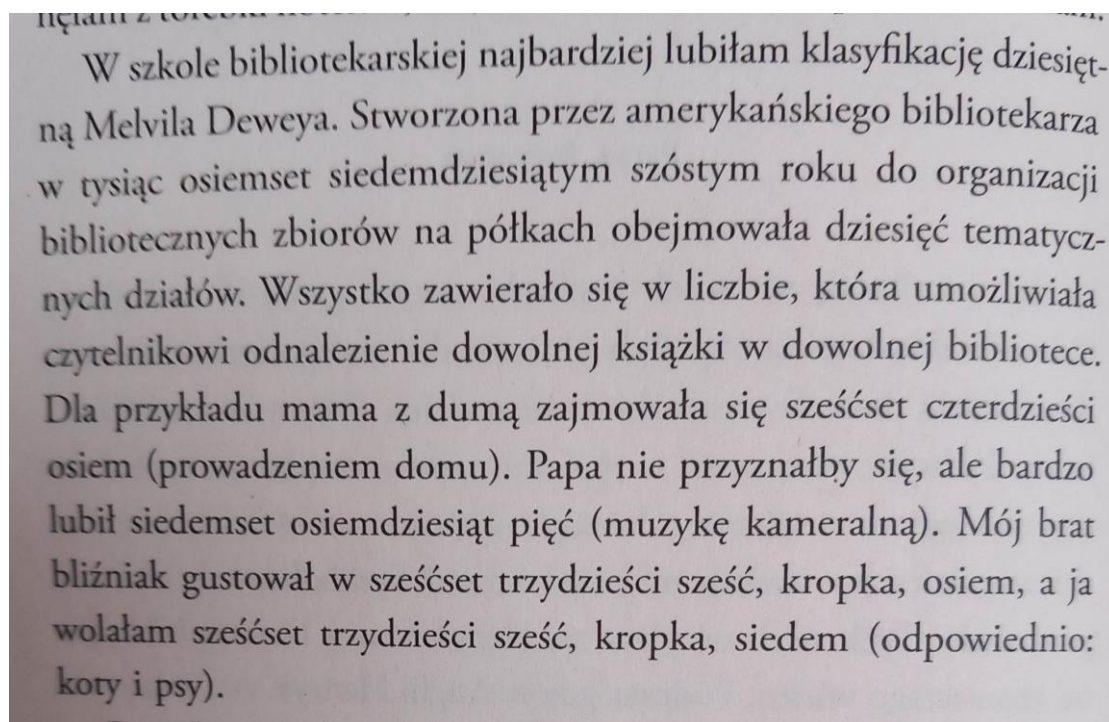 W szkole bibliotekarskiej najbardziej lubiłam klasyfikację dziesięt-
ną Melvila Deweya. Stworzona przez amerykańskiego bibliotekarza
w tysiąc osiemset siedemdziesiątym szóstym roku do organizacji
bibliotecznych zbiorów na półkach obejmowała dziesięć tematycz-
nych działów. Wszystko zawierało się w liczbie, która umożliwiała
czytelnikowi odnalezienie dowolnej książki w dowolnej bibliotece.
Dla przykładu mama z dumą zajmowała się sześćset czterdzieści
osiem (prowadzeniem domu). Papa nie przyznałby się, ale bardzo
lubił siedemset osiemdziesiąt pięć (muzykę kameralną). Mój brat
bliźniak gustował w sześćset trzydzieści sześć, kropka, osiem, a ja
wolałam sześćset trzydzieści sześć, kropka, siedem (odpowiednio:
koty i psy).